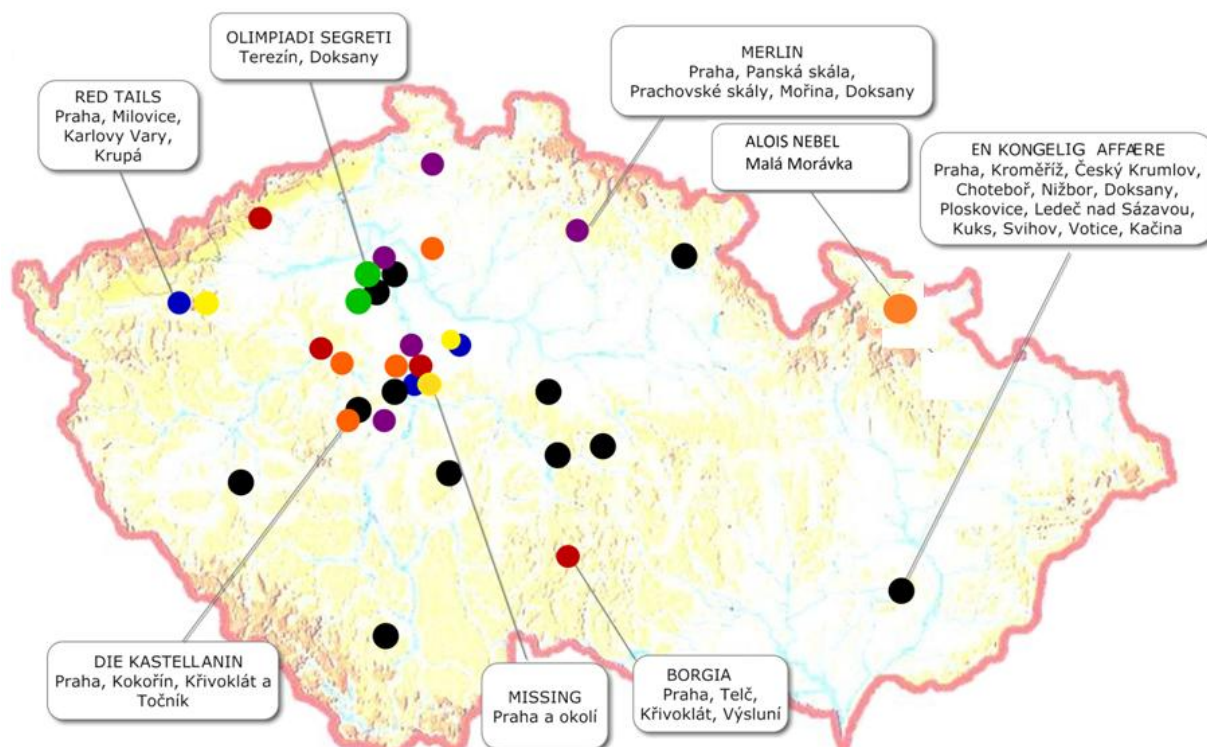 OLIMPIADI SEGRETI
Terezín, Doksany
MERLIN
Praha, Panská skála,
Prachovské skály, Mořina, Doksany
RED TAILS
Praha, Milovice,
Karlovy Vary,
Krupá
ALOIS NEBEL
Malá Morávka
EN KONGELIG AFFÆRE
Praha, Kroměříž, Český Krumlov,
Choteboř, Nižbor, Doksany,
Ploskovice, Ledeč nad Sázavou,
Kuks, Svihov, Votice, Kačina
DIE KASTELLANIN
Praha, Kokořín, Křivoklát a
Točník
MISSING
Praha a okolí
BORGIA
Praha, Telč,
Křivoklát, Výsluní